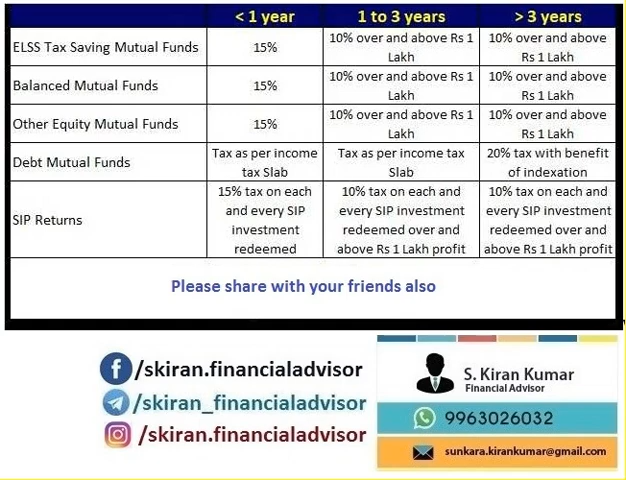 < 1 year 1 to 3 years > 3 years
ELSS Tax Saving Mutual Funds 15% 10% over and above Rs 1 Lakh 10% over and above Rs 1 Lakh
Balanced Mutual Funds 15% 10% over and above Rs 1 Lakh 10% over and above Rs 1 Lakh
Other Equity Mutual Funds 15% 10% over and above Rs 1 Lakh 10% over and above Rs 1 Lakh
Debt Mutual Funds Tax as per income tax Slab Tax as per income tax Slab 20% tax with benefit of indexation
SIP Returns 15% tax on each and every SIP investment redeemed 10% tax on each and every SIP investment redeemed over and above Rs 1 Lakh profit 10% tax on each and every SIP investment redeemed over and above Rs 1 Lakh profit
Please share with your friends also
/skiran.financialadvisor
/skiran_financialadvisor
/skiran.financialadvisor
S. Kiran Kumar
Financial Advisor
9963026032
sunkara.kirankumar@gmail.com